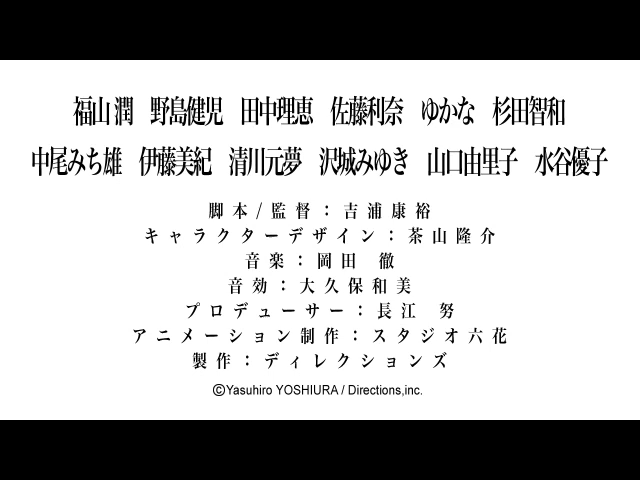 福山 潤 野島健児 田中理恵 佐藤利奈 ゆかな 杉田智和
中尾みち雄 伊藤美紀 清川元夢 沢城みゆき 山口由里子 水谷優子
脚本/監督：吉浦康裕
キャラクターデザイン：茶山隆介
音楽：岡田 徹
音効：大久保和美
プロデューサー：長江 努
アニメーション制作：スタジオ六花
製作：ディレクションズ
©Yasuhiro YOSHIURA / Directions,inc.